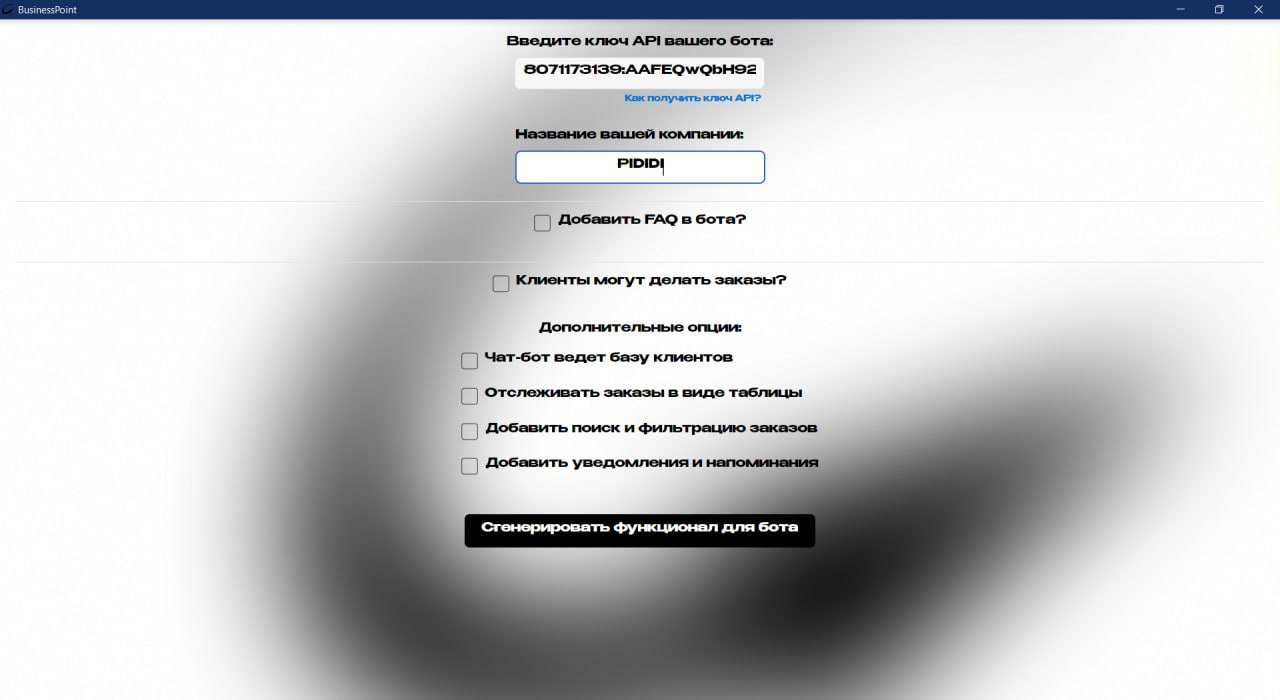 BusinessPoint
Введите ключ API вашего бота:
8071173139:AAFEQwQbH92
Как получить ключ API?
Название вашей компании:
PIDIDI
Добавить FAQ в бота?
Клиенты могут делать заказы?
Дополнительные опции:
Чат-бот ведет базу клиентов
Отслеживать заказы в виде таблицы
Добавить поиск и фильтрацию заказов
Добавить уведомления и напоминания
Сгенерировать функционал для бота